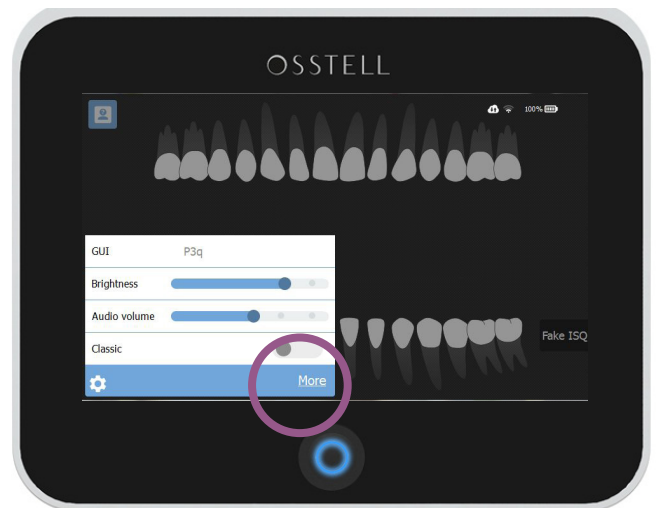 OSSTELL
100%
GUI P3q
Brightness
Audio volume
Classic
Fake ISQ
More